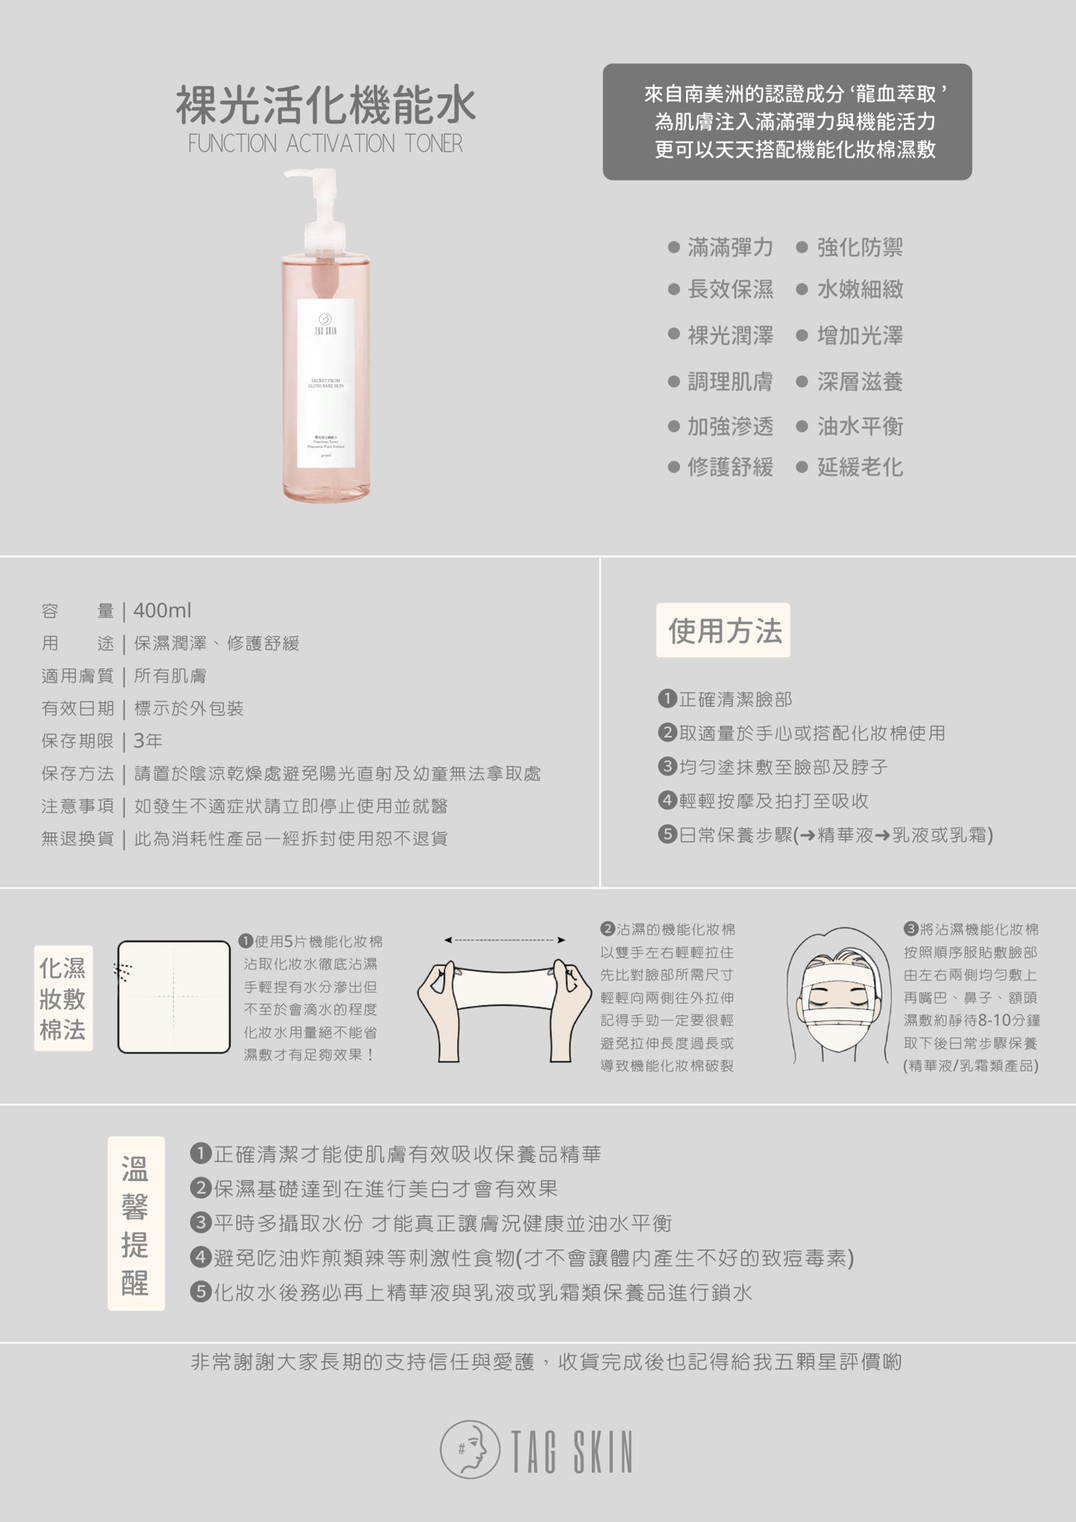 裸光活化機能水
FUNCTION ACTIVATION TONER
來自南美洲的認證成分‘龍血萃取’
為肌膚注入滿滿彈力與機能活力
更可以天天搭配機能化妝棉濕敷
TAG SKIN
SECRET FROM
GLOSS BARE SKIN
● 滿滿彈力 ● 強化防禦
● 長效保濕 ● 水嫩細緻
● 裸光潤澤 ● 增加光澤
● 調理肌膚 ● 深層滋養
● 加強滲透 ● 油水平衡
● 修護舒緩 ● 延緩老化
容量|400ml
用途|保濕潤澤、修護舒緩
適用膚質|所有肌膚
有效日期|標示於外包裝
保存期限|3年
保存方法|請置於陰涼乾燥處避免陽光直射及幼童無法拿取處
注意事項|如發生不適症狀請立即停止使用並就醫
無退換貨|此為消耗性產品一經拆封使用恕不退貨
使用方法
❶正確清潔臉部
❷取適量於手心或搭配化妝棉使用
❸均勻塗抹敷至臉部及脖子
❹輕輕按摩及拍打至吸收
❺日常保養步驟(➜精華液➜乳液或乳霜)
化濕
妝敷
棉法
❶使用5片機能化妝棉
沾取化妝水徹底沾濕
手輕捏有水分滲出但
不至於會滴水的程度
化妝水用量絕不能省
濕敷才有足夠效果！
❷沾濕的機能化妝棉
以雙手左右輕輕拉住
先比對臉部所需尺寸
輕輕向兩側往外拉伸
記得手勁一定要很輕
避免拉伸長度過長或
導致機能化妝棉破裂
❸將沾濕機能化妝棉
按照順序服貼敷臉部
由左右兩側均勻敷上
再嘴巴、鼻子、額頭
濕敷約靜待8-10分鐘
取下後日常步驟保養
(精華液/乳霜類產品)
溫馨提醒
❶正確清潔才能使肌膚有效吸收保養品精華
❷保濕基礎達到在進行美白才會有效果
❸平時多攝取水份 才能真正讓膚況健康並油水平衡
❹避免吃油炸煎類辣等刺激性食物(才不會讓體內產生不好的致痘毒素)
❺化妝水後務必再上精華液與乳液或乳霜類保養品進行鎖水
非常謝謝大家長期的支持信任與愛護，收貨完成後也記得給我五顆星評價喲
# TAG SKIN